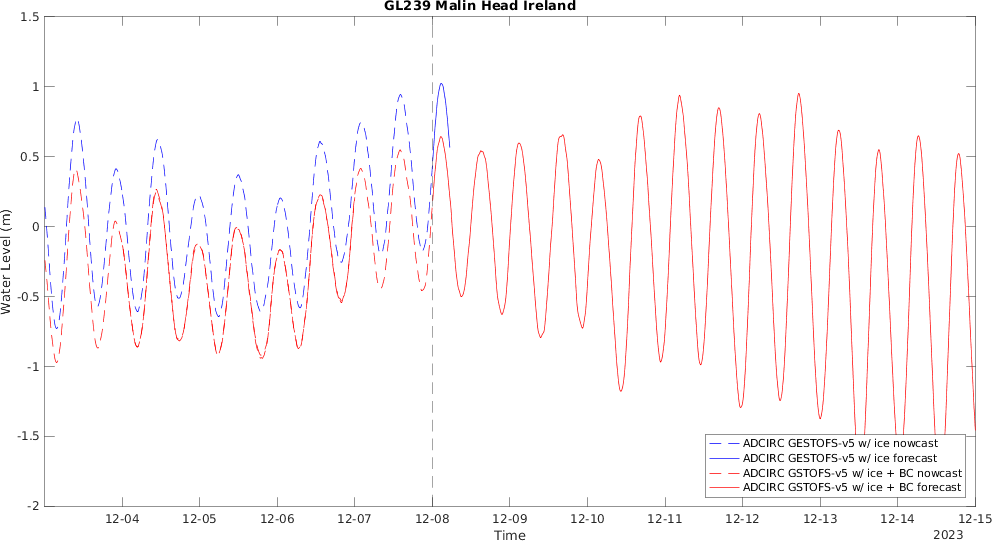 GL239 Malin Head Ireland
1.5
1
0.5
0
-0.5
-1
-1.5
-2
Water Level (m)
ADCIRC GESTOFS-v5 w/ ice nowcast
ADCIRC GESTOFS-v5 w/ ice forecast
ADCIRC GSTOFS-v5 w/ ice + BC nowcast
ADCIRC GSTOFS-v5 w/ ice + BC forecast
12-04 12-05 12-06 12-07 12-08 12-09 12-10 12-11 12-12 12-13 12-14 12-15
Time
2023